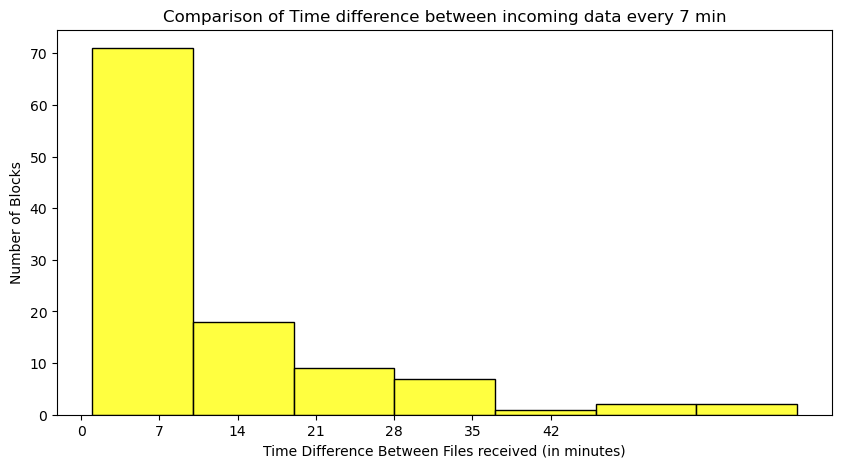 Comparison of Time difference between incoming data every 7 min
Number of Blocks
70
60
50
40
30
20
10
0
0 7 14 21 28 35 42
Time Difference Between Files received (in minutes)